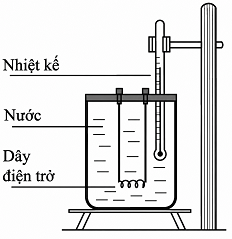 Nhiệt kế
Nước
Dây
điện trở